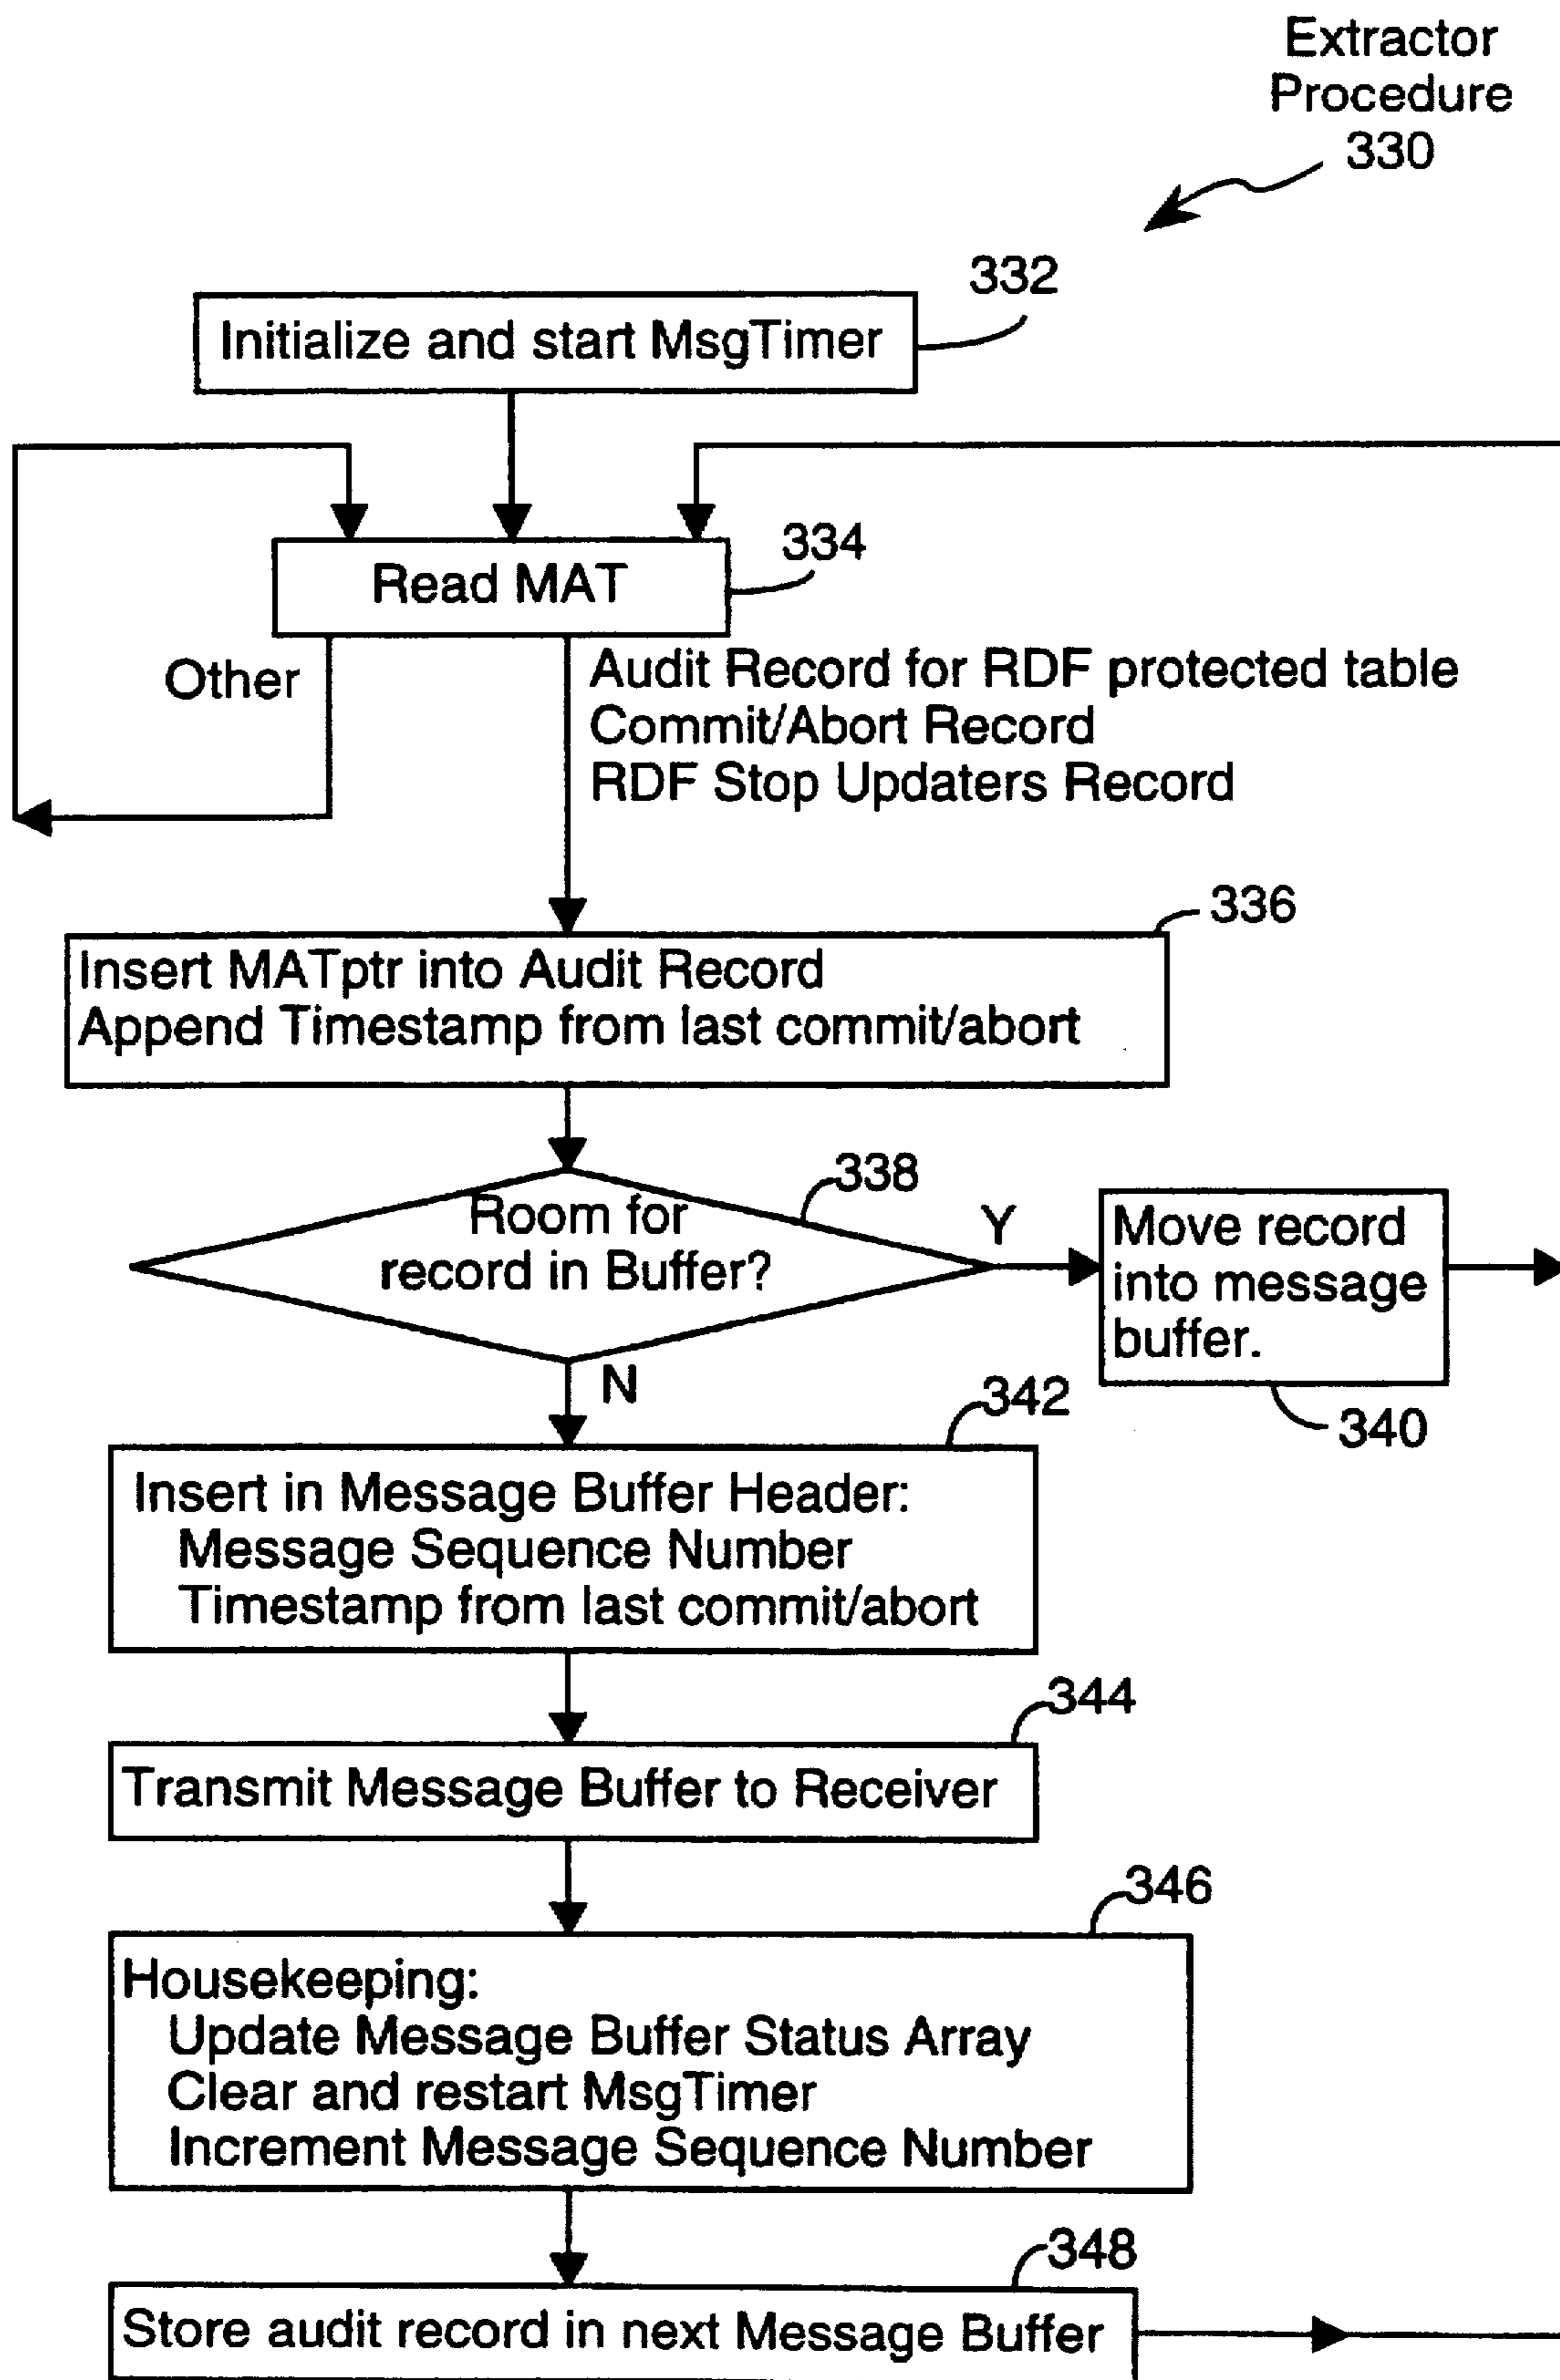 Extractor
Procedure
330
332
Initialize and start MsgTimer
334
Read MAT
Other
Audit Record for RDF protected table
Commit/Abort Record
RDF Stop Updaters Record
336
Insert MATptr into Audit Record
Append Timestamp from last commit/abort
338
Room for
record in Buffer?
Y
Move record
into message
buffer.
N
340
342
Insert in Message Buffer Header:
Message Sequence Number
Timestamp from last commit/abort
344
Transmit Message Buffer to Receiver
346
Housekeeping:
Update Message Buffer Status Array
Clear and restart MsgTimer
Increment Message Sequence Number
348
Store audit record in next Message Buffer